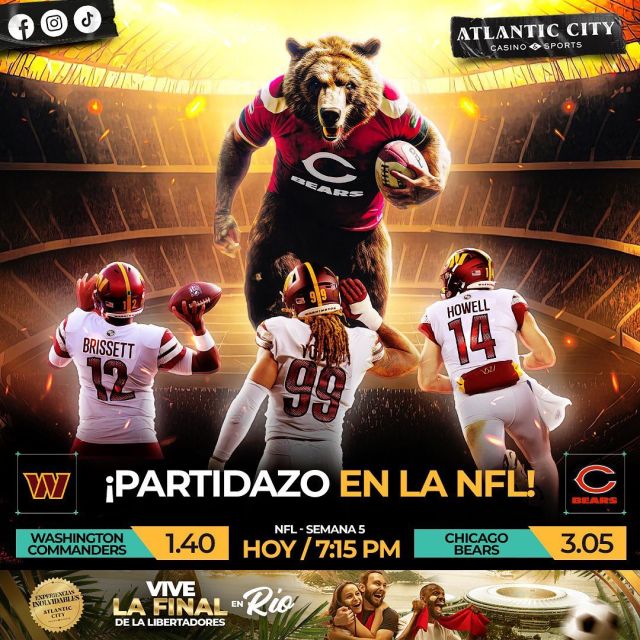 ATLANTIC CITY
CASINO SPORTS
BEARS
BRISSETT
12
99
99
HOWELL
14
W
¡PARTIDAZO EN LA NFL!
BEARS
WASHINGTON
COMMANDERS
1.40
NFL - SEMANA 5
HOY / 7:15 PM
CHICAGO
BEARS
3.05
EXPERIENCIAS
INOLVIDABLES
ATLANTIC
CITY
VIVE
LA FINAL EN Río
DE LA LIBERTADORES